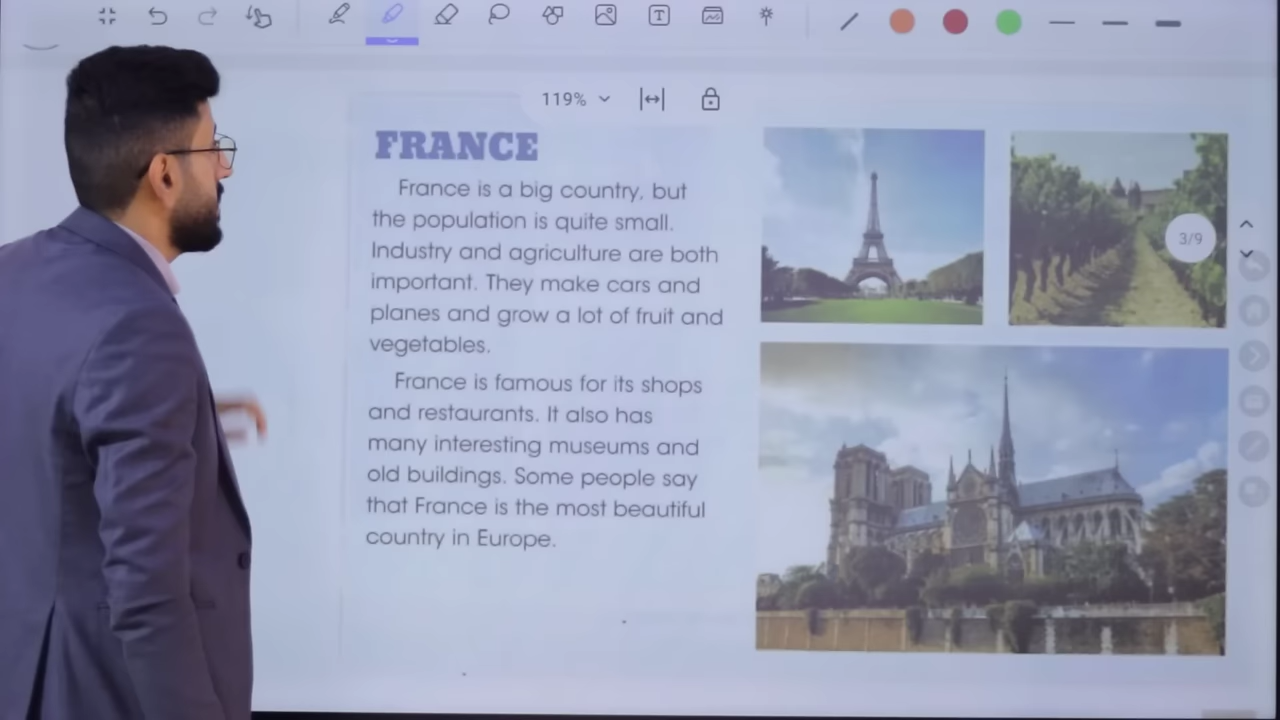 119%
FRANCE
France is a big country, but
the population is quite small.
Industry and agriculture are both
important. They make cars and
planes and grow a lot of fruit and
vegetables.
France is famous for its shops
and restaurants. It also has
many interesting museums and
old buildings. Some people say
that France is the most beautiful
country in Europe.
3/9